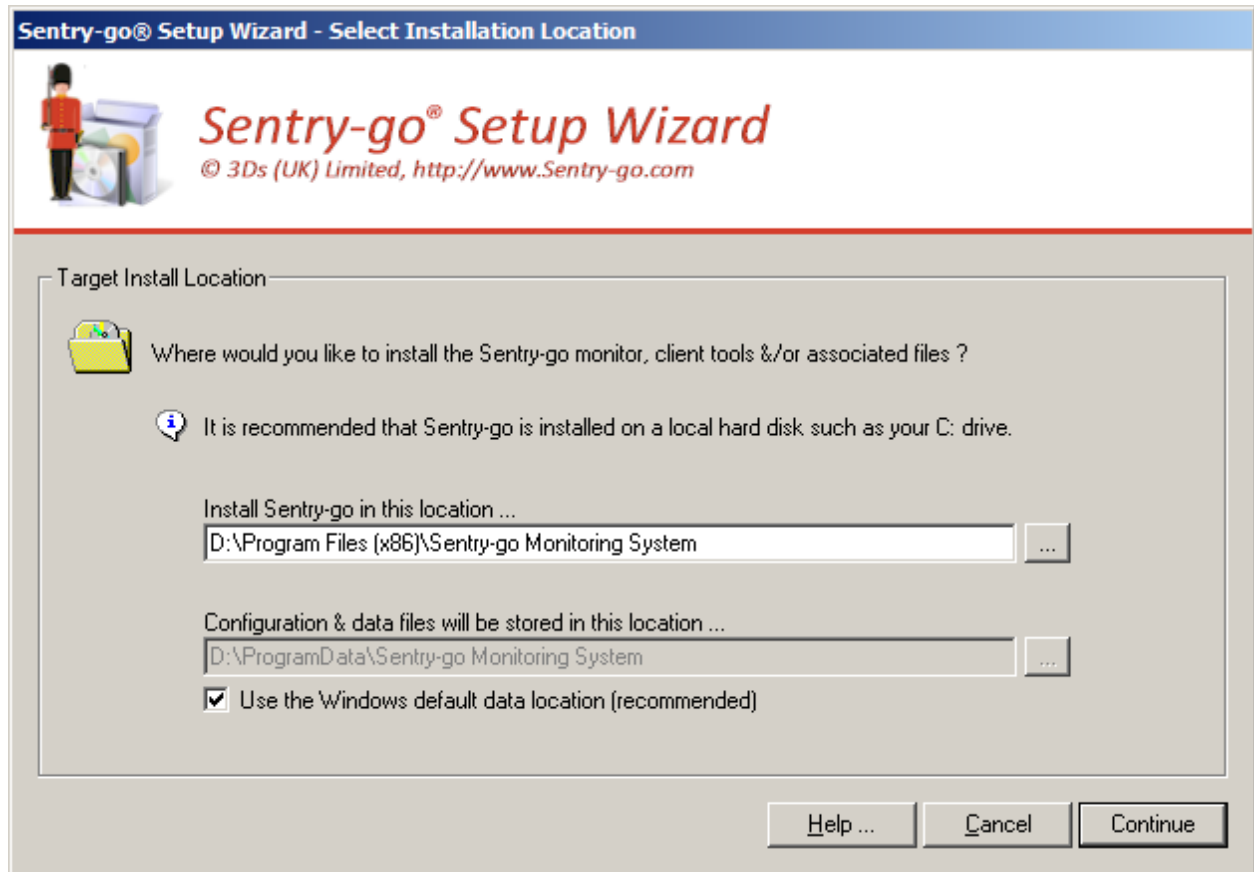 Sentry-go® Setup Wizard - Select Installation Location
Sentry-go® Setup Wizard
© 3Ds (UK) Limited, http://www.Sentry-go.com
Target Install Location
Where would you like to install the Sentry-go monitor, client tools &/or associated files ?
It is recommended that Sentry-go is installed on a local hard disk such as your C: drive.
Install Sentry-go in this location ...
D:\Program Files (x86)\Sentry-go Monitoring System
...
Configuration & data files will be stored in this location ...
D:\ProgramData\Sentry-go Monitoring System
...
Use the Windows default data location (recommended)
Help ... Cancel Continue